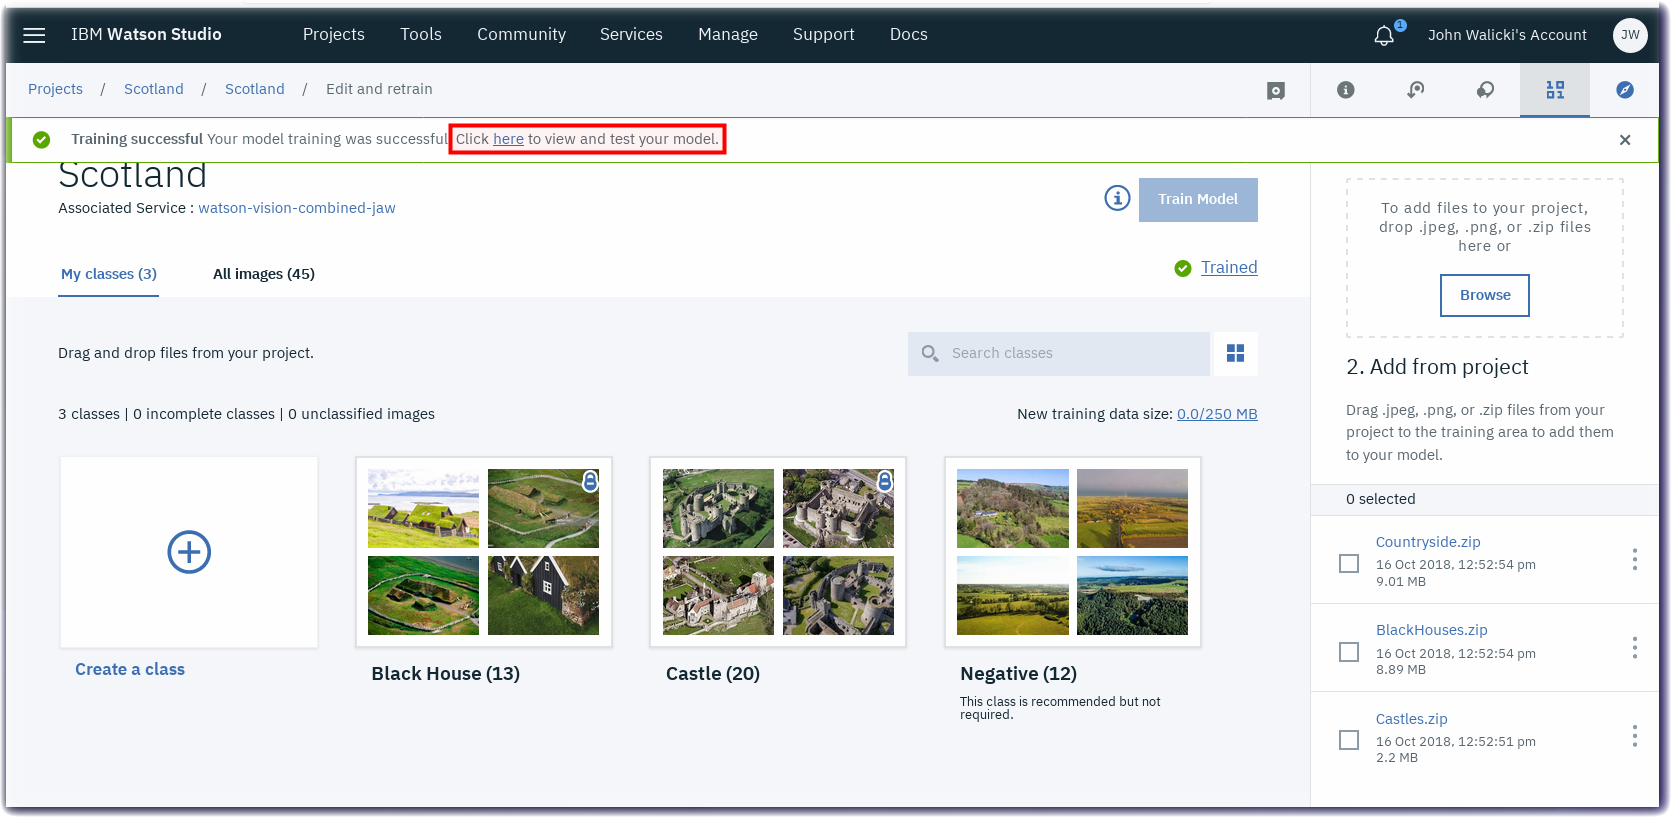 IBM Watson Studio Projects Tools Community Services Manage Support Docs 1 John Walicki's Account JW
Projects / Scotland / Scotland / Edit and retrain
Training successful Your model training was successful Click here to view and test your model.
Scotland
Associated Service : watson-vision-combined-jaw
Train Model
My classes (3) All images (45)
Trained
Drag and drop files from your project.
Search classes
3 classes | 0 incomplete classes | 0 unclassified images
New training data size: 0.0/250 MB
Create a class
Black House (13)
Castle (20)
Negative (12)
This class is recommended but not
required.
To add files to your project,
drop .jpeg, .png, or .zip files
here or
Browse
2. Add from project
Drag .jpeg, .png, or .zip files from your
project to the training area to add them
to your model.
0 selected
Countryside.zip
16 Oct 2018, 12:52:54 pm
9.01 MB
BlackHouses.zip
16 Oct 2018, 12:52:54 pm
8.89 MB
Castles.zip
16 Oct 2018, 12:52:51 pm
2.2 MB